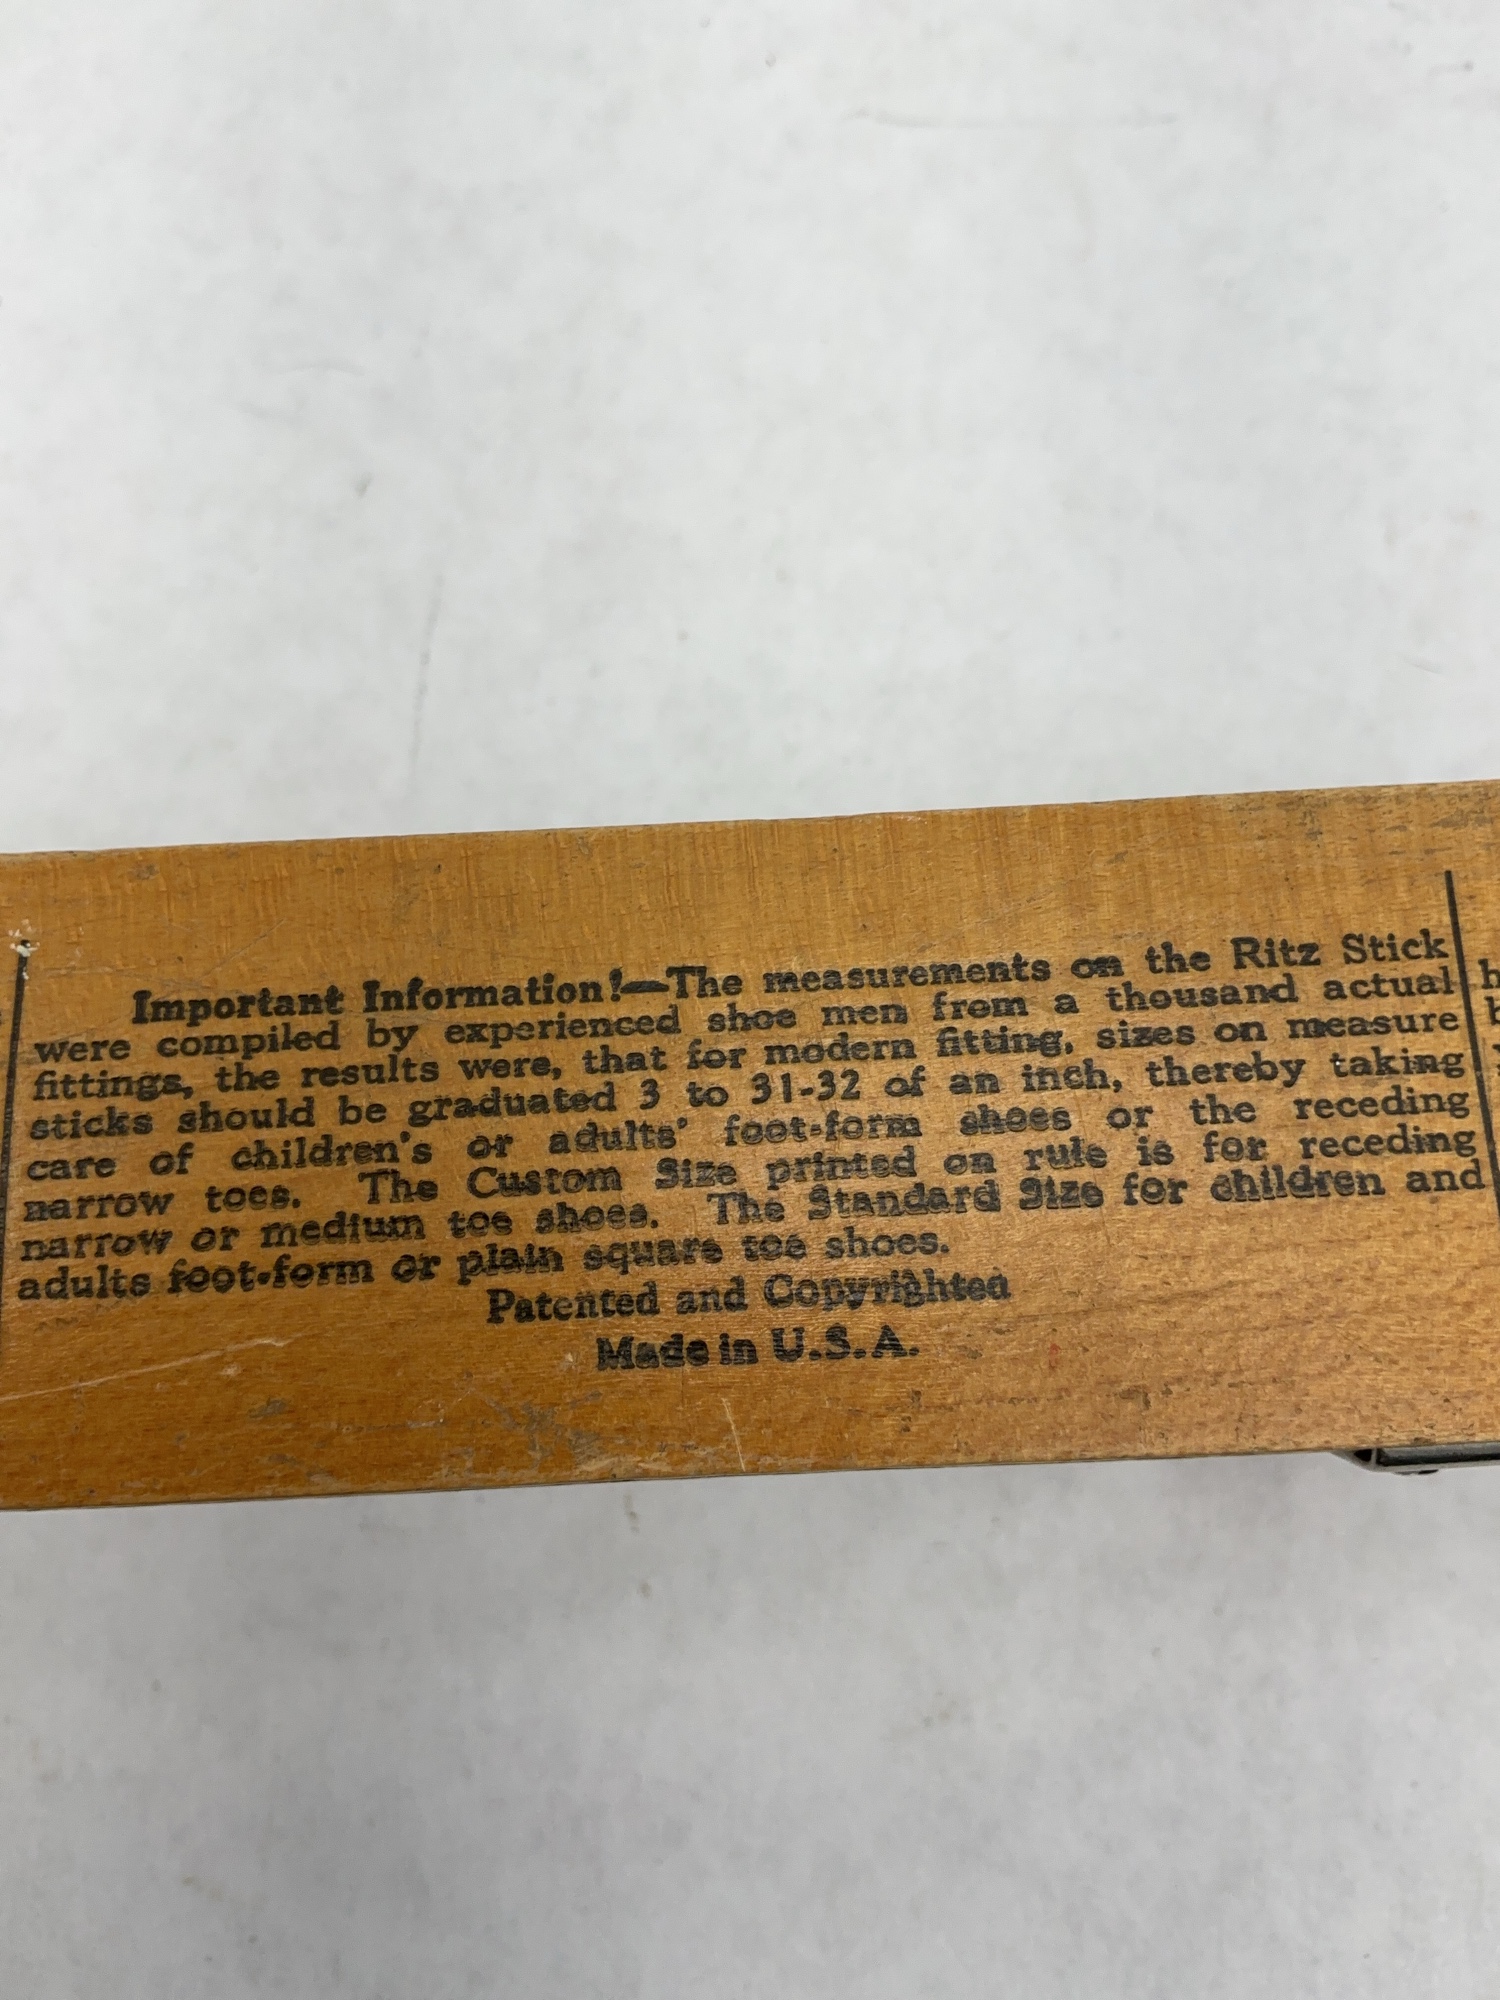 Important Information!—The measurements on the Ritz Stick
were compiled by experienced shoe men from a thousand actual
fittings, the results were, that for modern fitting, sizes on measure
sticks should be graduated 3 to 31-32 of an inch, thereby taking
care of children's or adults' foot-form shoes or the receding
narrow toes. The Custom Size printed on rule is for receding
narrow or medium toe shoes. The Standard Size for children and
adults foot-form or plain square toe shoes.
Patented and Copyrighted
Made in U.S.A.